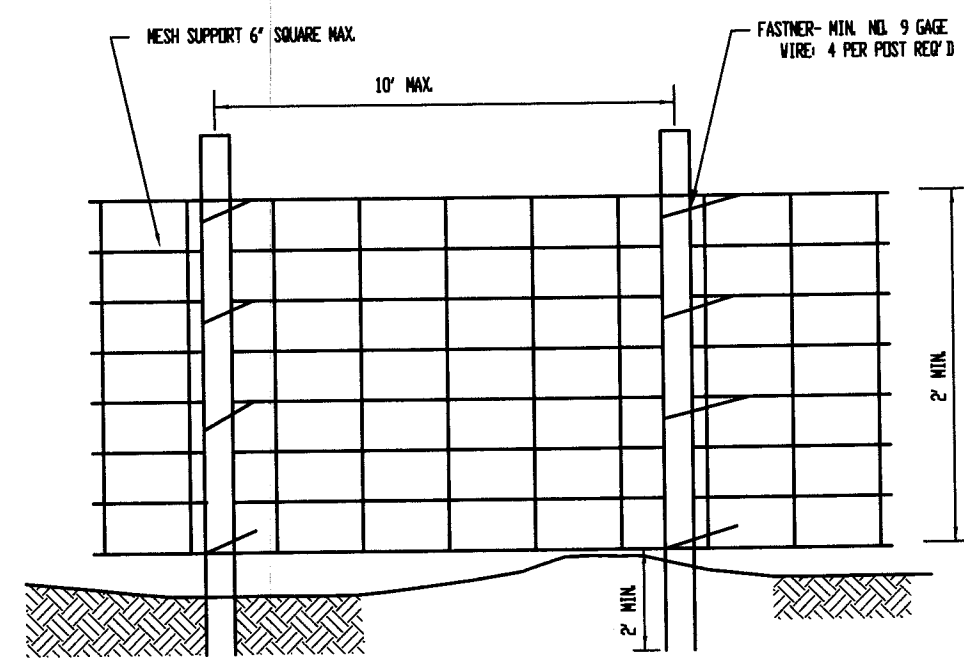 MESH SUPPORT 6" SQUARE MAX.
FASTNER- MIN. NO. 9 GAGE
WIRE: 4 PER POST REQ'D
10' MAX.
2' MIN.
2' MIN.